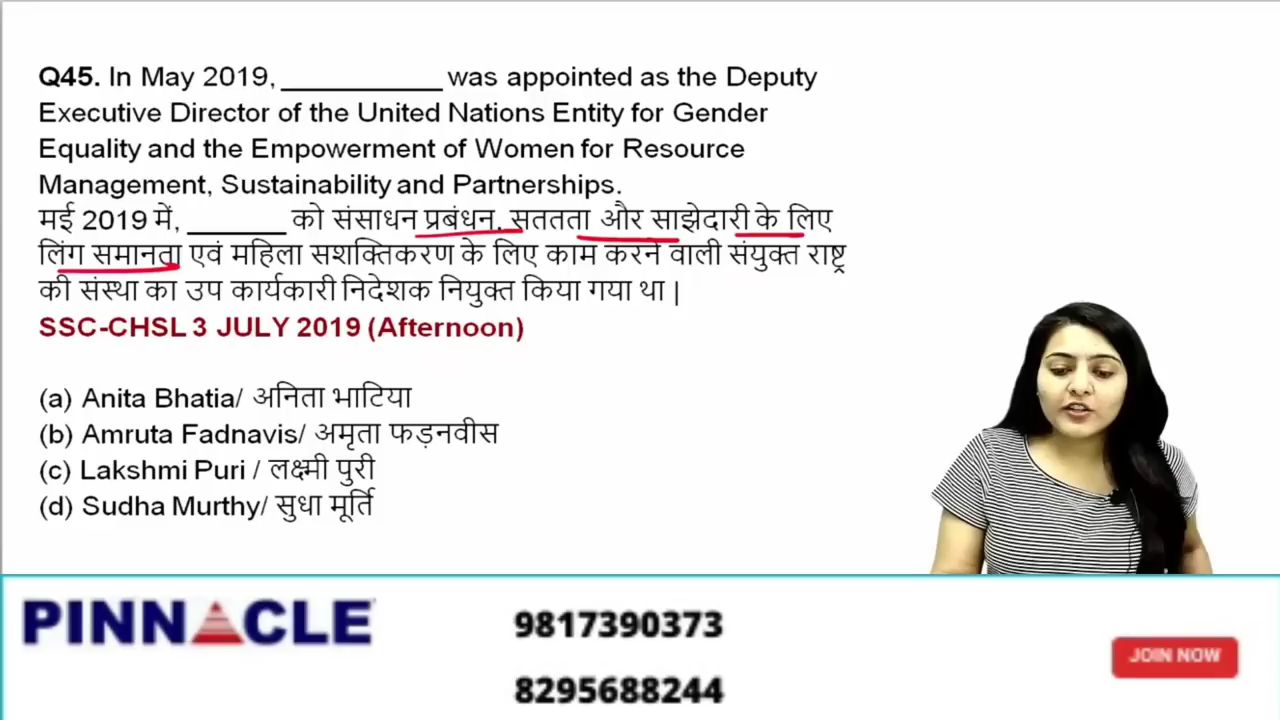 Q45. In May 2019, ___________ was appointed as the Deputy
Executive Director of the United Nations Entity for Gender
Equality and the Empowerment of Women for Resource
Management, Sustainability and Partnerships.
मई 2019 में, _______ को संसाधन प्रबंधन, सततता और साझेदारी के लिए
लिंग समानता एवं महिला सशक्तिकरण के लिए काम करने वाली संयुक्त राष्ट्र
की संस्था का उप कार्यकारी निदेशक नियुक्त किया गया था |
SSC-CHSL 3 JULY 2019 (Afternoon)
(a) Anita Bhatia/ अनिता भाटिया
(b) Amruta Fadnavis/ अमृता फड़नवीस
(c) Lakshmi Puri / लक्ष्मी पुरी
(d) Sudha Murthy/ सुधा मूर्ति
PINNACLE
9817390373
8295688244
JOIN NOW